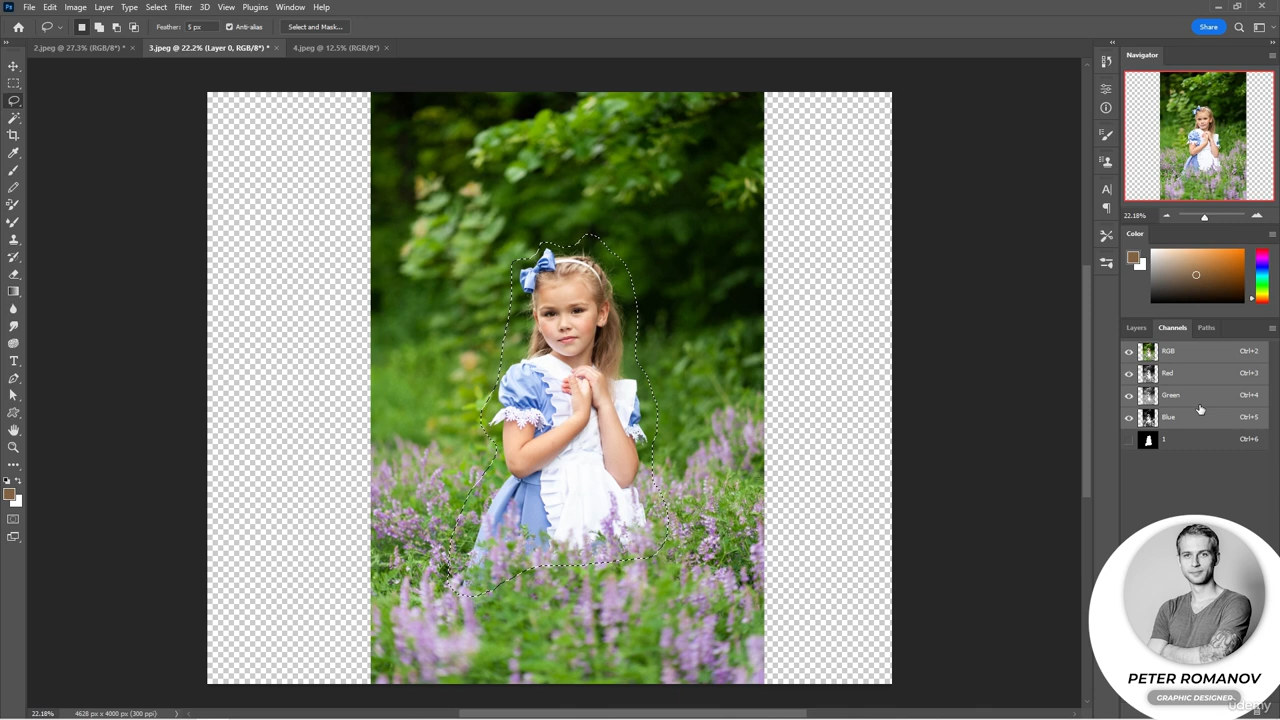 Ps File Edit Image Layer Type Select Filter 3D View Plugins Window Help
Feather: 5 px Anti-alias Select and Mask... Share
2.jpeg @ 27.3% (RGB/8*) * × 3.jpeg @ 22.2% (Layer 0, RGB/8*) * × 4.jpeg @ 12.5% (RGB/8*) ×
Navigator
22.18%
Color
Layers Channels Paths
RGB Ctrl+2
Red Ctrl+3
Green Ctrl+4
Blue Ctrl+5
1 Ctrl+6
PETER ROMANOV
GRAPHIC DESIGNER
udemy
22.18% 4628 px x 4000 px (300 ppi)